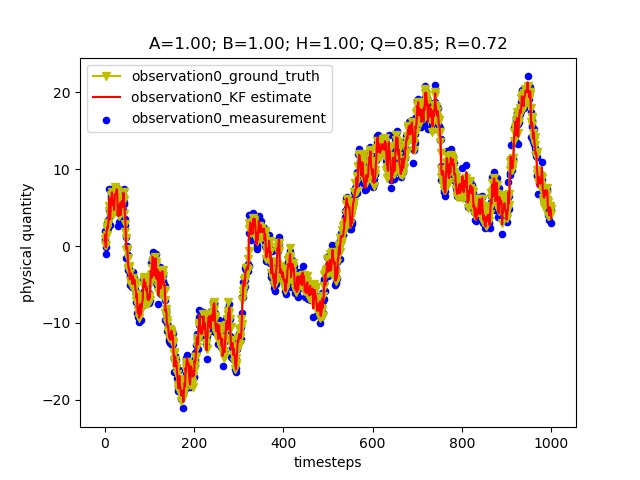 A=1.00; B=1.00; H=1.00; Q=0.85; R=0.72
observation0_ground_truth
observation0_KF estimate
observation0_measurement
physical quantity
20
10
0
−10
−20
0 200 400 600 800 1000
timesteps